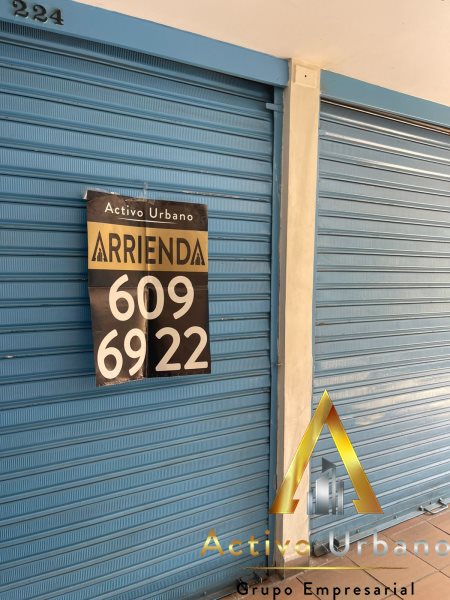 224
Activo Urbano
ARRIENDA
609
69 22
Activo Urbano
Grupo Empresarial